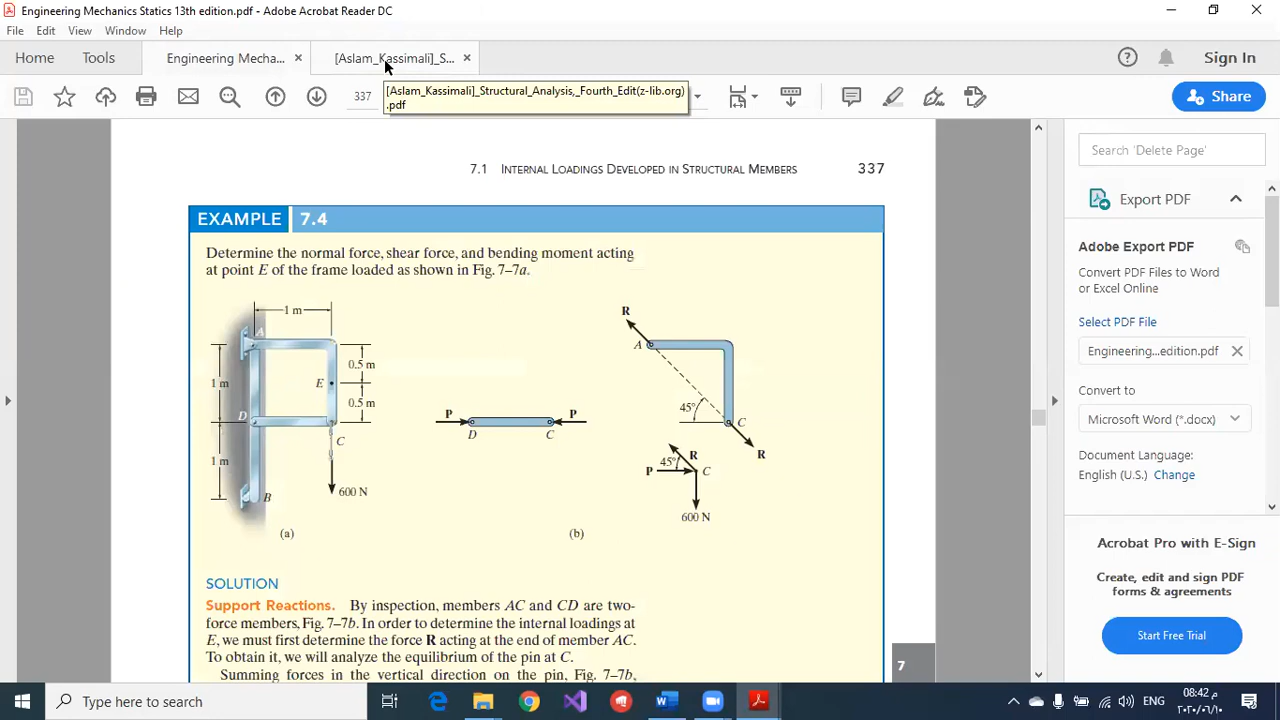 Engineering Mechanics Statics 13th edition.pdf - Adobe Acrobat Reader DC
File Edit View Window Help
Home Tools Engineering Mecha... [Aslam_Kassimali]_S... Sign In
337 [Aslam_Kassimali]_Structural_Analysis,_Fourth_Edit(z-lib.org)
.pdf
Share
7.1 INTERNAL LOADINGS DEVELOPED IN STRUCTURAL MEMBERS 337
EXAMPLE 7.4
Determine the normal force, shear force, and bending moment acting
at point E of the frame loaded as shown in Fig. 7–7a.
1 m
A
0.5 m
E
1 m
0.5 m
D
C
1 m
B
600 N
(a)
P P
D C
R
A
45°
C
R
R
45°
P C
600 N
(b)
SOLUTION
Support Reactions. By inspection, members AC and CD are two-
force members, Fig. 7–7b. In order to determine the internal loadings at
E, we must first determine the force R acting at the end of member AC.
To obtain it, we will analyze the equilibrium of the pin at C.
Summing forces in the vertical direction on the pin, Fig. 7–7b,
7
Search 'Delete Page'
Export PDF
Adobe Export PDF
Convert PDF Files to Word
or Excel Online
Select PDF File
Engineering...edition.pdf
Convert to
Microsoft Word (*.docx)
Document Language:
English (U.S.) Change
Acrobat Pro with E-Sign
Create, edit and sign PDF
forms & agreements
Start Free Trial
Type here to search
ENG
08:42 م